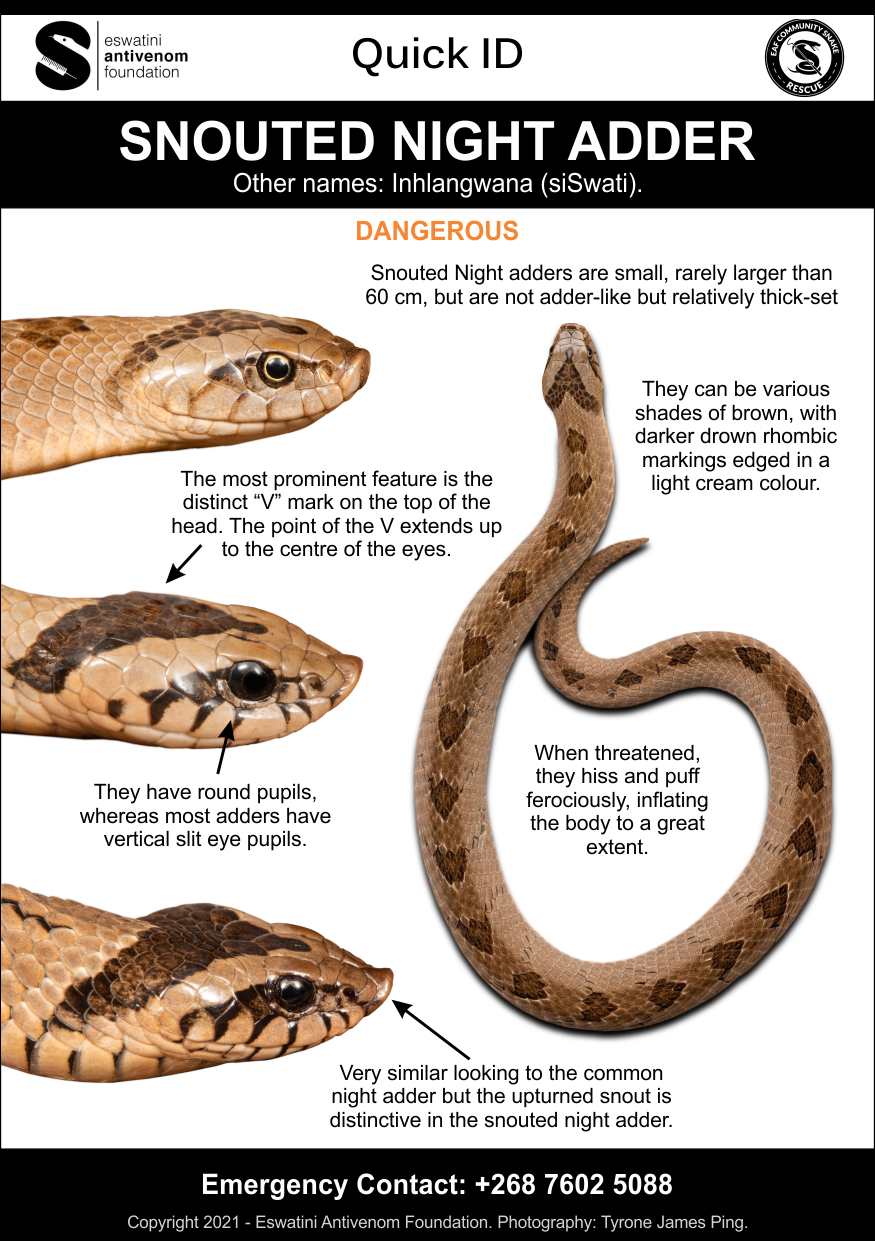 eswatini
antivenom
foundation
Quick ID
EAF COMMUNITY SNAKE
RESCUE
SNOUTED NIGHT ADDER
Other names: Inhlangwana (siSwati).
DANGEROUS
Snouted Night adders are small, rarely larger than
60 cm, but are not adder-like but relatively thick-set
They can be various
shades of brown, with
darker drown rhombic
markings edged in a
light cream colour.
The most prominent feature is the
distinct “V” mark on the top of the
head. The point of the V extends up
to the centre of the eyes.
When threatened,
they hiss and puff
ferociously, inflating
the body to a great
extent.
They have round pupils,
whereas most adders have
vertical slit eye pupils.
Very similar looking to the common
night adder but the upturned snout is
distinctive in the snouted night adder.
Emergency Contact: +268 7602 5088
Copyright 2021 - Eswatini Antivenom Foundation. Photography: Tyrone James Ping.